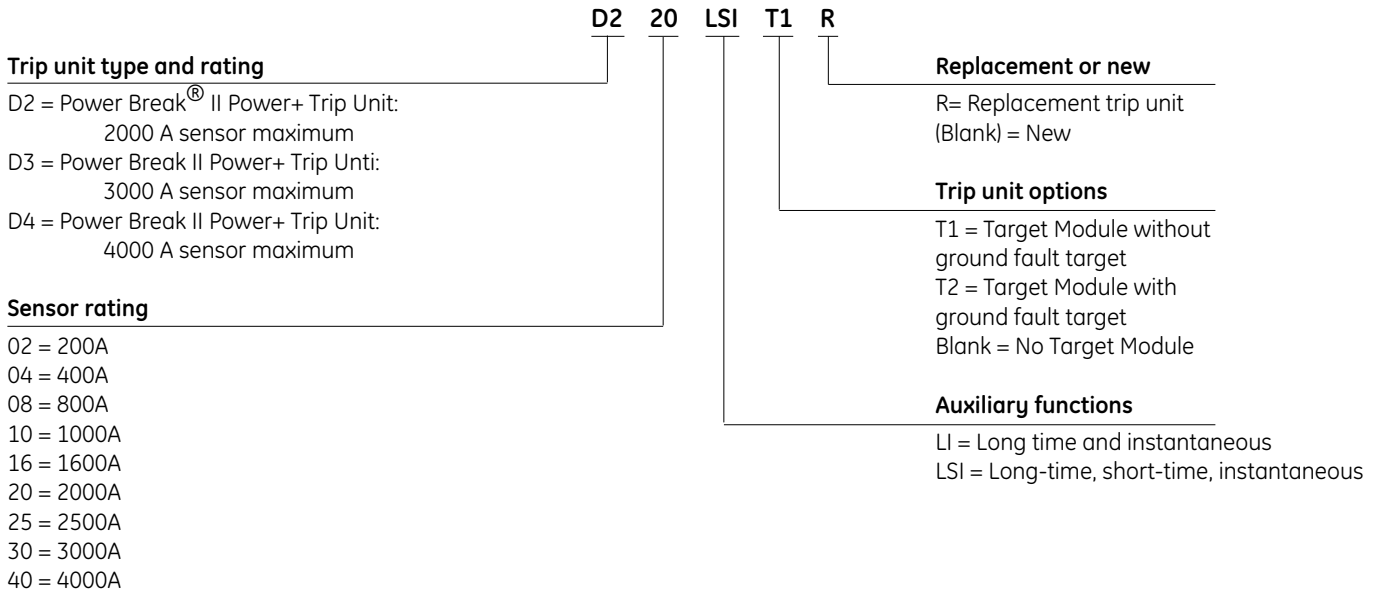 D2 20 LSI T1 R
Trip unit type and rating
D2 = Power Break® II Power+ Trip Unit:
2000 A sensor maximum
D3 = Power Break II Power+ Trip Unti:
3000 A sensor maximum
D4 = Power Break II Power+ Trip Unit:
4000 A sensor maximum
Sensor rating
02 = 200A
04 = 400A
08 = 800A
10 = 1000A
16 = 1600A
20 = 2000A
25 = 2500A
30 = 3000A
40 = 4000A
Replacement or new
R= Replacement trip unit
(Blank) = New
Trip unit options
T1 = Target Module without
ground fault target
T2 = Target Module with
ground fault target
Blank = No Target Module
Auxiliary functions
LI = Long time and instantaneous
LSI = Long-time, short-time, instantaneous